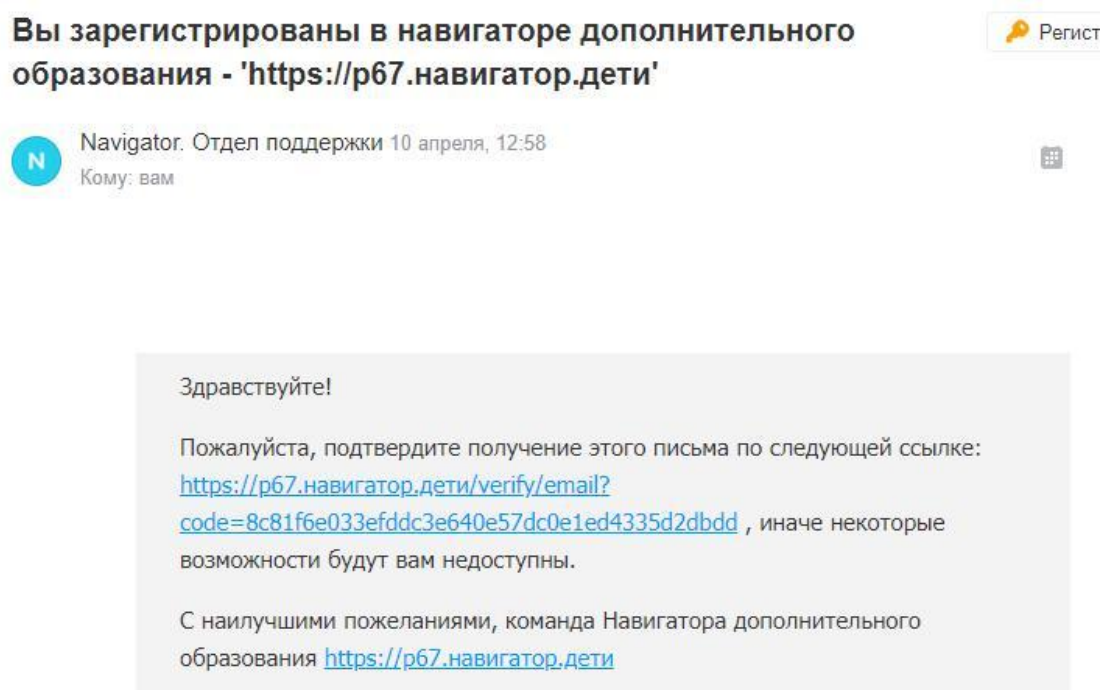 Вы зарегистрированы в навигаторе дополнительного
образования - 'https://р67.навигатор.дети'
Регист
N
Navigator. Отдел поддержки 10 апреля, 12:58
Кому: вам
Здравствуйте!
Пожалуйста, подтвердите получение этого письма по следующей ссылке:
https://р67.навигатор.дети/verify/email?
code=8c81f6e033efddc3e640e57dc0e1ed4335d2dbdd , иначе некоторые
возможности будут вам недоступны.
С наилучшими пожеланиями, команда Навигатора дополнительного
образования https://р67.навигатор.дети